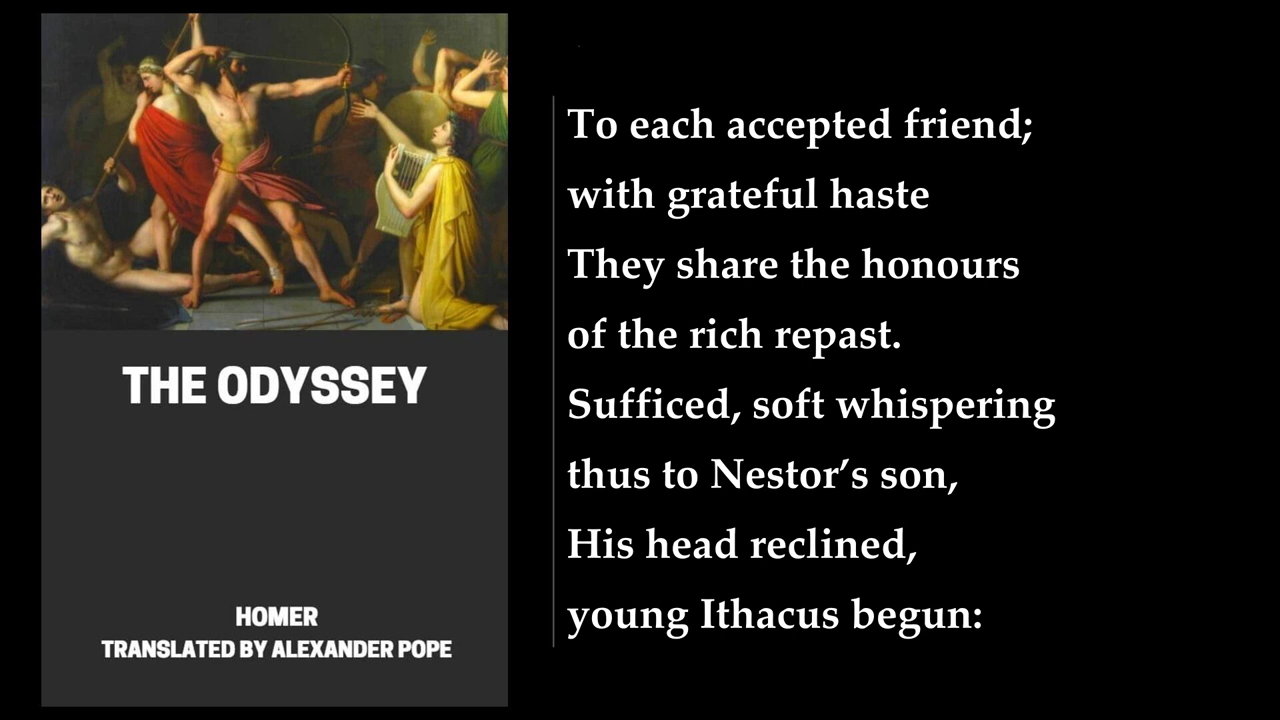 THE ODYSSEY
HOMER
TRANSLATED BY ALEXANDER POPE
To each accepted friend;
with grateful haste
They share the honours
of the rich repast.
Sufficed, soft whispering
thus to Nestor’s son,
His head reclined,
young Ithacus begun: